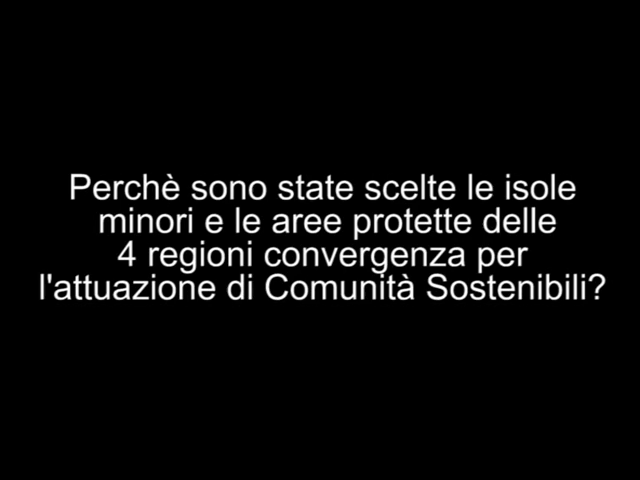 Perchè sono state scelte le isole
minori e le aree protette delle
4 regioni convergenza per
l'attuazione di Comunità Sostenibili?